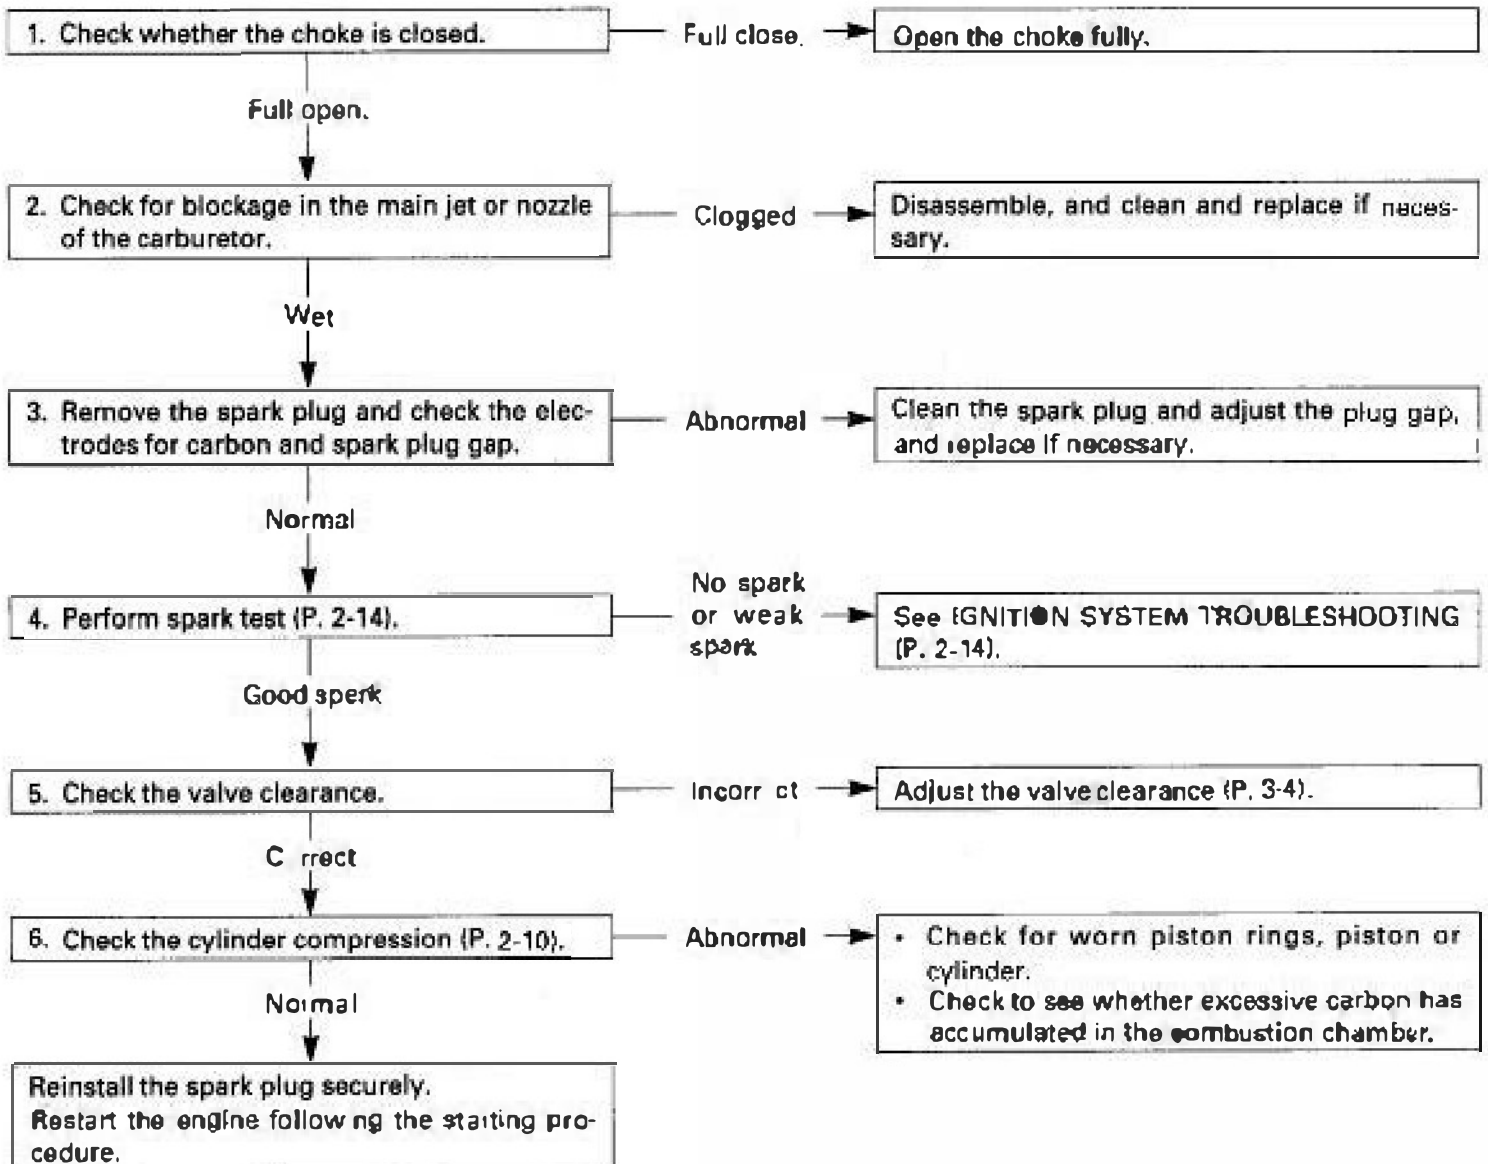 1. Check whether the choke is closed.
Full close.
Open the choke fully.
Full open.
2. Check for blockage in the main jet or nozzle
of the carburetor.
Clogged
Disassemble, and clean and replace if neces-
sary.
Wet
3. Remove the spark plug and check the elec-
trodes for carbon and spark plug gap.
Abnormal
Clean the spark plug and adjust the plug gap,
and replace if necessary.
Normal
4. Perform spark test (P. 2-14).
No spark
or weak
spark
See IGNITION SYSTEM TROUBLESHOOTING
(P. 2-14).
Good sperk
5. Check the valve clearance.
Incorr ct
Adjust the valve clearance (P. 3-4).
C rrect
6. Check the cylinder compression (P. 2-10).
Abnormal
• Check for worn piston rings, piston or
cylinder.
• Check to see whether excessive carbon has
accumulated in the combustion chamber.
Normal
Reinstall the spark plug securely.
Restart the engine follow ng the starting pro-
cedure.